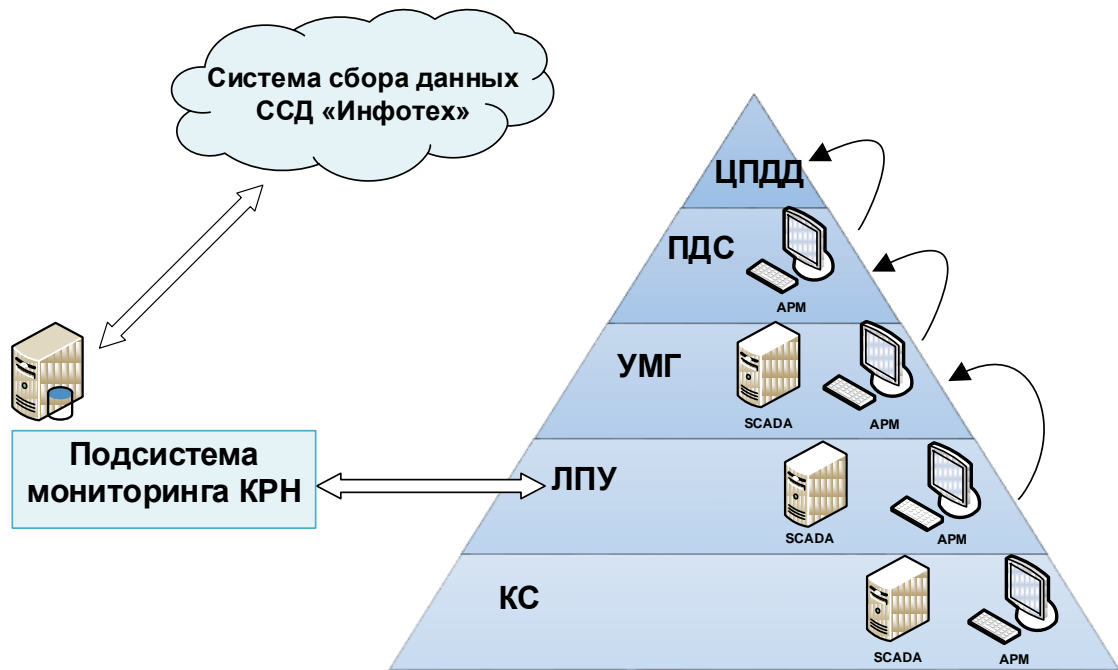 Система сбора данных
ССД «Инфотех»
ЦПДД
ПДС
АРМ
УМГ
SCADA
АРМ
Подсистема
мониторинга КРН
ЛПУ
SCADA
АРМ
КС
SCADA
АРМ